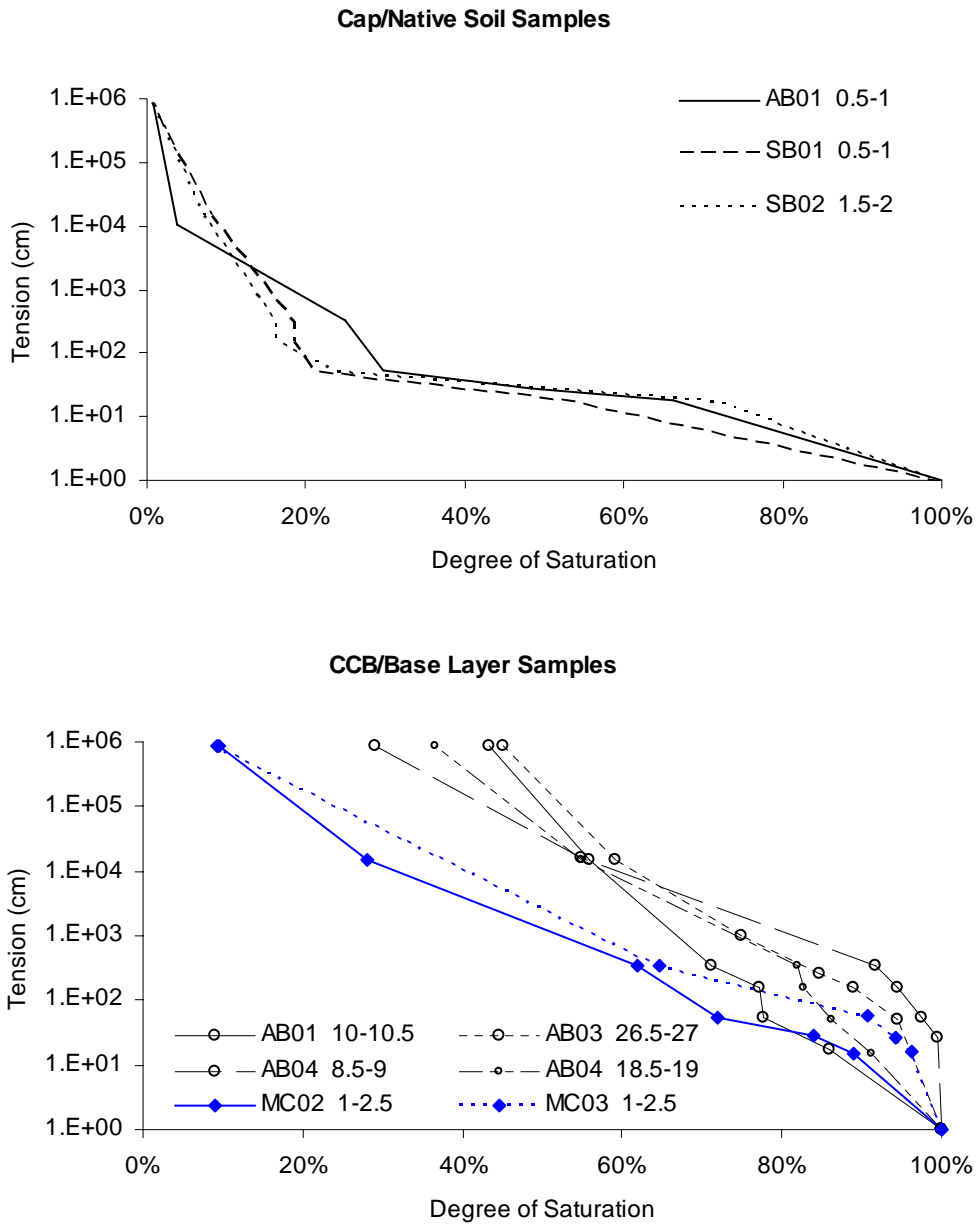 Cap/Native Soil Samples
1.E+06
1.E+05
1.E+04
1.E+03
1.E+02
1.E+01
1.E+00
Tension (cm)
AB01 0.5-1
SB01 0.5-1
SB02 1.5-2
0% 20% 40% 60% 80% 100%
Degree of Saturation
CCB/Base Layer Samples
1.E+06
1.E+05
1.E+04
1.E+03
1.E+02
1.E+01
1.E+00
Tension (cm)
AB01 10-10.5 AB03 26.5-27
AB04 8.5-9 AB04 18.5-19
MC02 1-2.5 MC03 1-2.5
0% 20% 40% 60% 80% 100%
Degree of Saturation